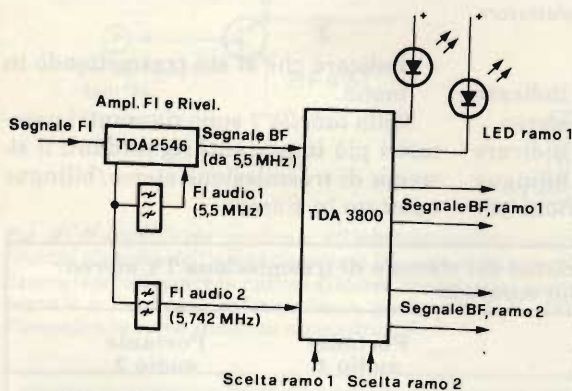 Ampl. FI e Rivel.
Segnale FI
TDA2546
Segnale BF
(da 5,5 MHz)
FI audio 1
(5,5 MHz)
FI audio 2
(5,742 MHz)
TDA 3800
+
+
LED ramo 1
Segnale BF, ramo 1
Segnale BF, ramo 2
Scelta ramo 1 Scelta ramo 2